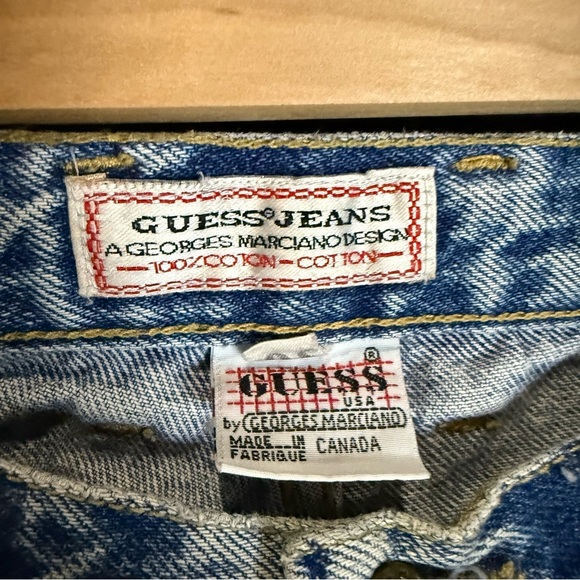 GUESS® JEANS
A GEORGES MARCIANO DESIGN
100% COTON - COTTON
®
GUESS
USA
by GEORGES MARCIANO
MADE IN CANADA
FABRIQUE